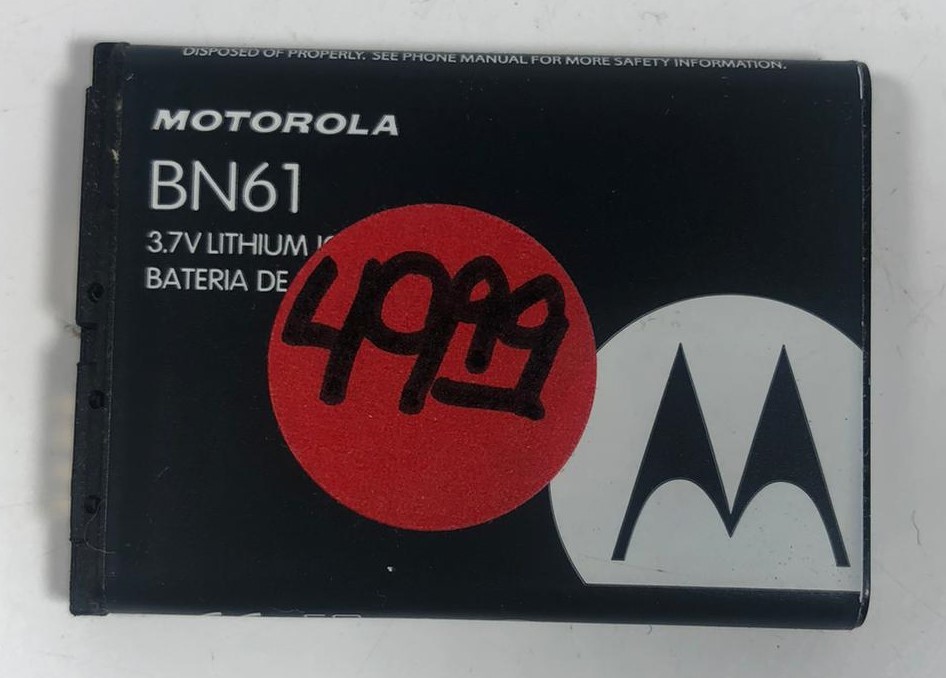 DISPOSED OF PROPERLY. SEE PHONE MANUAL FOR MORE SAFETY INFORMATION.
MOTOROLA
BN61
3.7V LITHIUM
BATERIA DE
4999